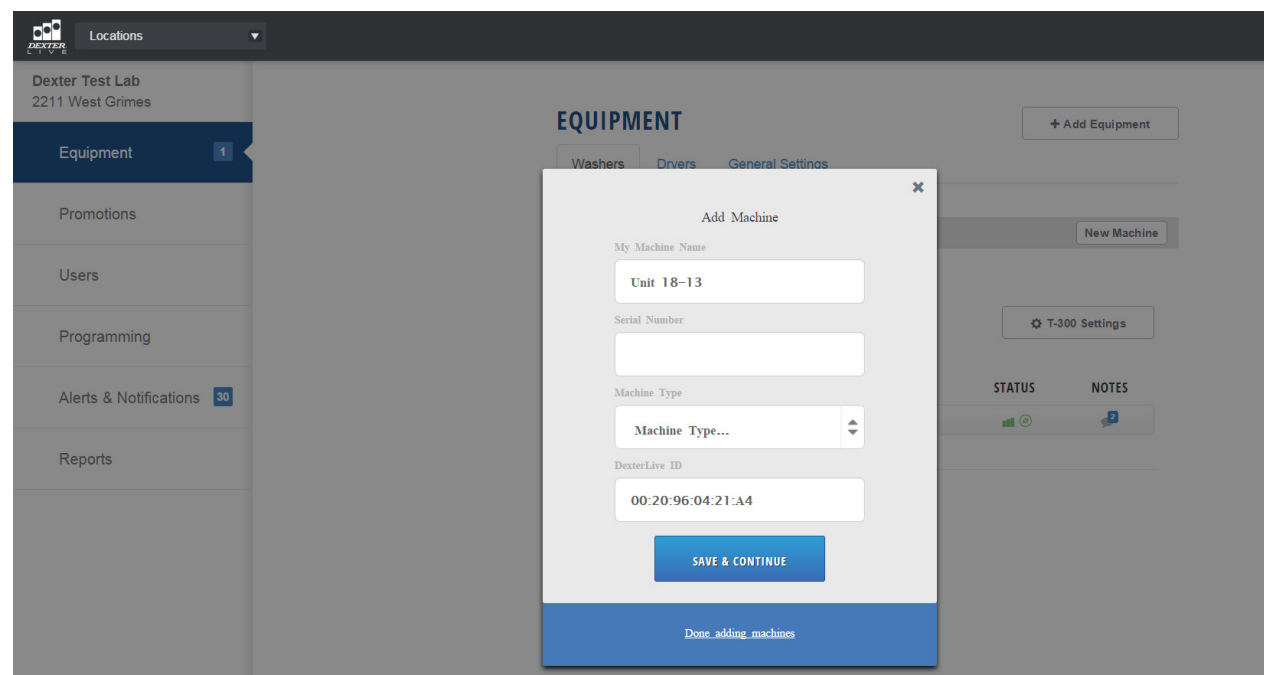 DEXTER
LIVE
Locations
Dexter Test Lab
2211 West Grimes
Equipment 1
Promotions
Users
Programming
Alerts & Notifications 30
Reports
EQUIPMENT
+ Add Equipment
Washers Dryers General Settings
New Machine
T-300 Settings
STATUS NOTES
2
Add Machine
My Machine Name
Unit 18-13
Serial Number
Machine Type
Machine Type...
DexterLive ID
00:20:96:04:21:A4
SAVE & CONTINUE
Done adding machines